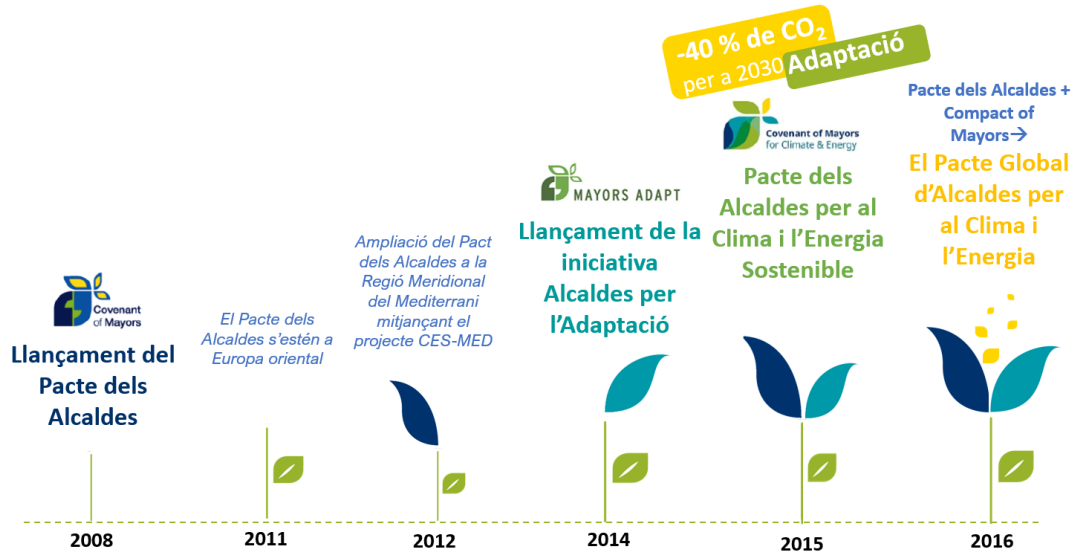 Covenant
of Mayors
Llançament del
Pacte dels
Alcaldes
El Pacte dels
Alcaldes s’estén a
Europa oriental
Ampliació del Pact
dels Alcaldes a la
Regió Meridional
del Mediterrani
mitjançant el
projecte CES-MED
MAYORS ADAPT
Llançament de la
iniciativa
Alcaldes per
l’Adaptació
-40 % de CO₂
per a 2030
Adaptació
Covenant of Mayors
for Climate & Energy
Pacte dels
Alcaldes per al
Clima i l’Energia
Sostenible
Pacte dels Alcaldes +
Compact of
Mayors→
El Pacte Global
d’Alcaldes per
al Clima i
l’Energia
2008
2011
2012
2014
2015
2016